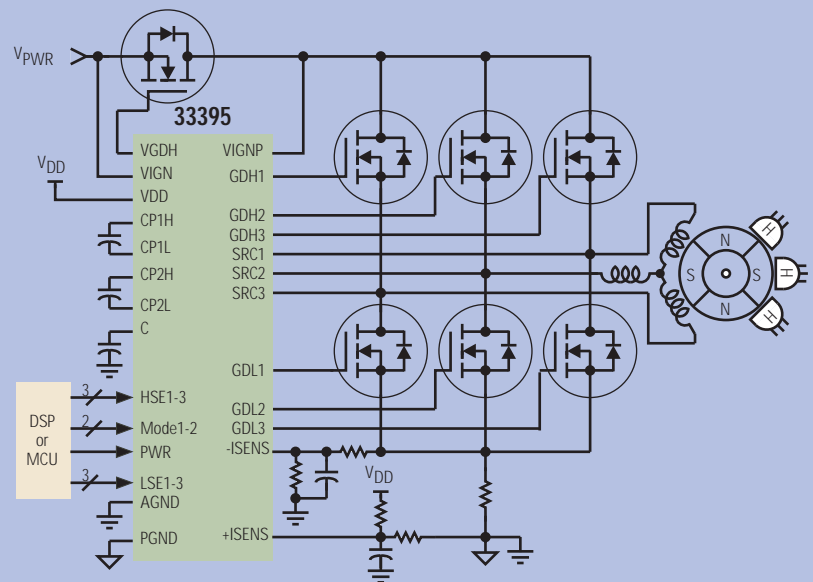 VPWR
33395
VDD
VGDH
VIGN
VDD
CP1H
CP1L
CP2H
CP2L
C
HSE1-3
Mode1-2
PWR
LSE1-3
AGND
PGND
VIGNP
GDH1
GDH2
GDH3
SRC1
SRC2
SRC3
GDL1
GDL2
GDL3
-ISENS
+ISENS
DSP
or
MCU
3
2
3
VDD
N
S
S
N
H
H
H